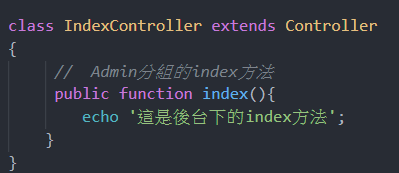 class IndexController extends Controller
{
// Admin分組的index方法
public function index(){
echo '這是後台下的index方法';
}
}